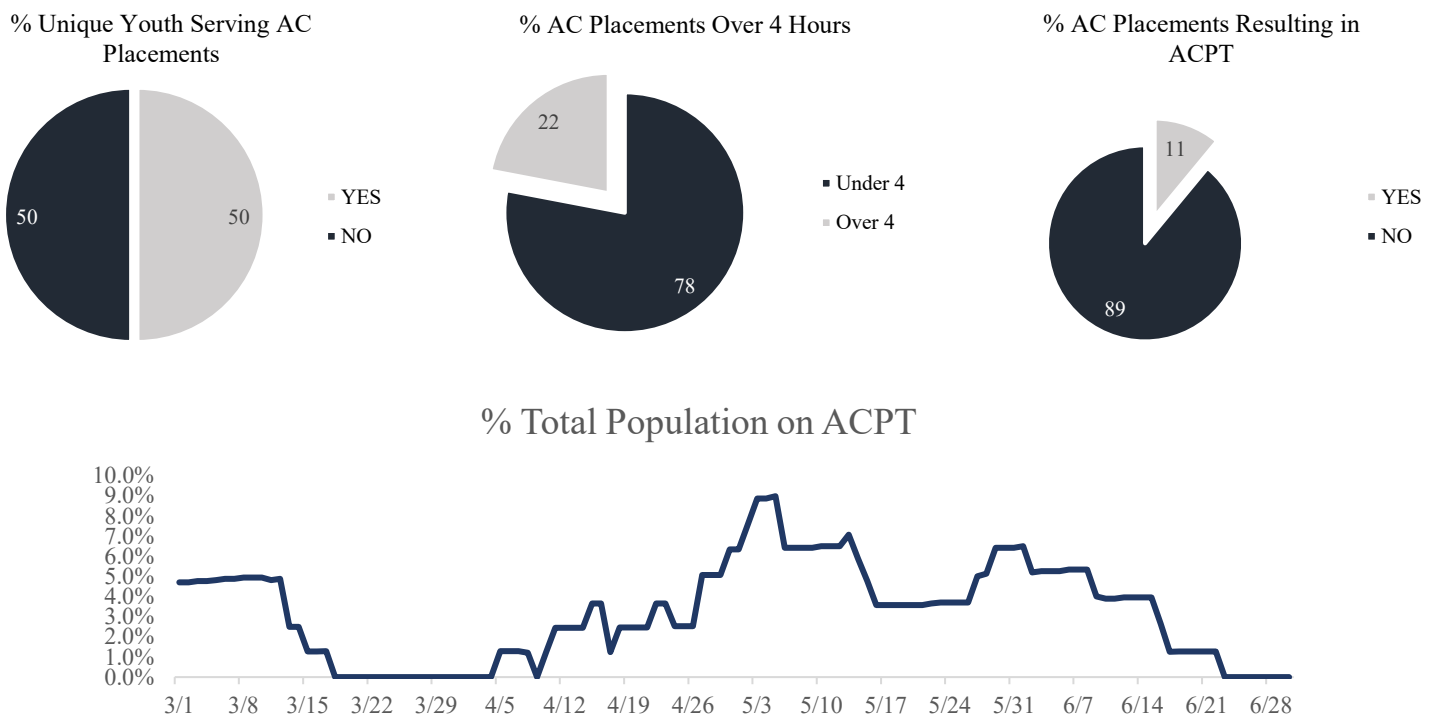 % Unique Youth Serving AC
Placements
50
50
YES
NO
% AC Placements Over 4 Hours
22
78
Under 4
Over 4
% AC Placements Resulting in
ACPT
11
89
YES
NO
% Total Population on ACPT
10.0%
9.0%
8.0%
7.0%
6.0%
5.0%
4.0%
3.0%
2.0%
1.0%
0.0%
3/1 3/8 3/15 3/22 3/29 4/5 4/12 4/19 4/26 5/3 5/10 5/17 5/24 5/31 6/7 6/14 6/21 6/28